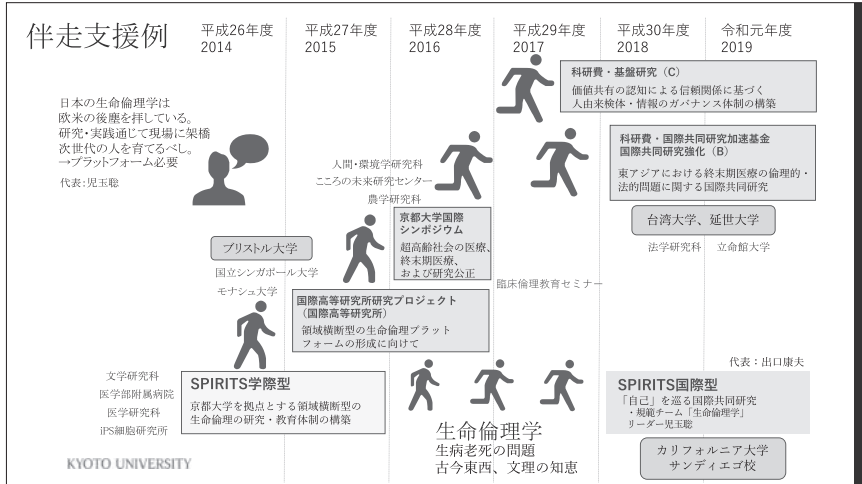 伴走支援例
平成26年度
2014
平成27年度
2015
平成28年度
2016
平成29年度
2017
平成30年度
2018
令和元年度
2019
日本の生命倫理学は
欧米の後塵を拝している。
研究・実践通じて現場に架橋
次世代の人を育てるべし。
→プラットフォーム必要
代表：児玉聡
科研費・基盤研究（C）
価値共有の認知による信頼関係に基づく
人由来検体・情報のガバナンス体制の構築
科研費・国際共同研究加速基金
国際共同研究強化（B）
東アジアにおける終末期医療の倫理的・
法的問題に関する国際共同研究
台湾大学、延世大学
法学研究科　立命館大学
人間・環境学研究科
こころの未来研究センター
農学研究科
京都大学国際
シンポジウム
超高齢社会の医療、
終末期医療、
および研究公正
臨床倫理教育セミナー
ブリストル大学
国立シンガポール大学
モナシュ大学
国際高等研究所研究プロジェクト
（国際高等研究所）
領域横断型の生命倫理プラット
フォームの形成に向けて
文学研究科
医学部附属病院
医学研究科
iPS細胞研究所
SPIRITS学際型
京都大学を拠点とする領域横断型の
生命倫理の研究・教育体制の構築
生命倫理学
生病老死の問題
古今東西、文理の知恵
代表：出口康夫
SPIRITS国際型
「自己」を巡る国際共同研究
・規範チーム「生命倫理学」
リーダー児玉聡
カリフォルニア大学
サンディエゴ校
KYOTO UNIVERSITY